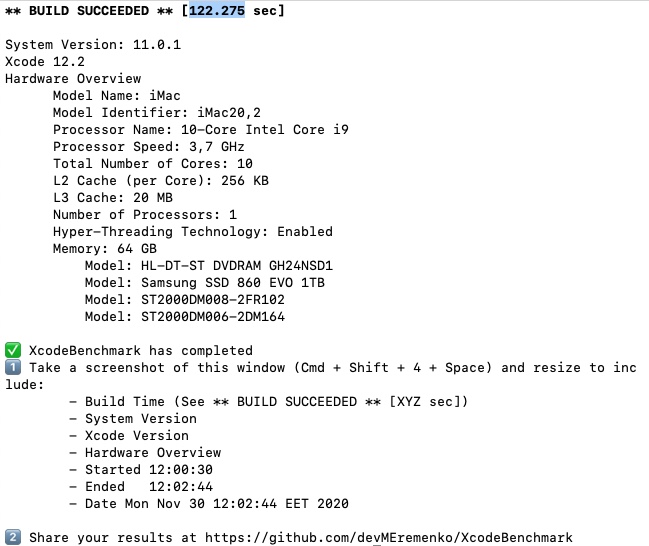 ** BUILD SUCCEEDED ** [122.275 sec]
System Version: 11.0.1
Xcode 12.2
Hardware Overview
Model Name: iMac
Model Identifier: iMac20,2
Processor Name: 10-Core Intel Core i9
Processor Speed: 3,7 GHz
Total Number of Cores: 10
L2 Cache (per Core): 256 KB
L3 Cache: 20 MB
Number of Processors: 1
Hyper-Threading Technology: Enabled
Memory: 64 GB
Model: HL-DT-ST DVDRAM GH24NSD1
Model: Samsung SSD 860 EVO 1TB
Model: ST2000DM008-2FR102
Model: ST2000DM006-2DM164
✅ XcodeBenchmark has completed
1️⃣ Take a screenshot of this window (Cmd + Shift + 4 + Space) and resize to inc
lude:
- Build Time (See ** BUILD SUCCEEDED ** [XYZ sec])
- System Version
- Xcode Version
- Hardware Overview
- Started 12:00:30
- Ended 12:02:44
- Date Mon Nov 30 12:02:44 EET 2020
2️⃣ Share your results at https://github.com/devMEremenko/XcodeBenchmark